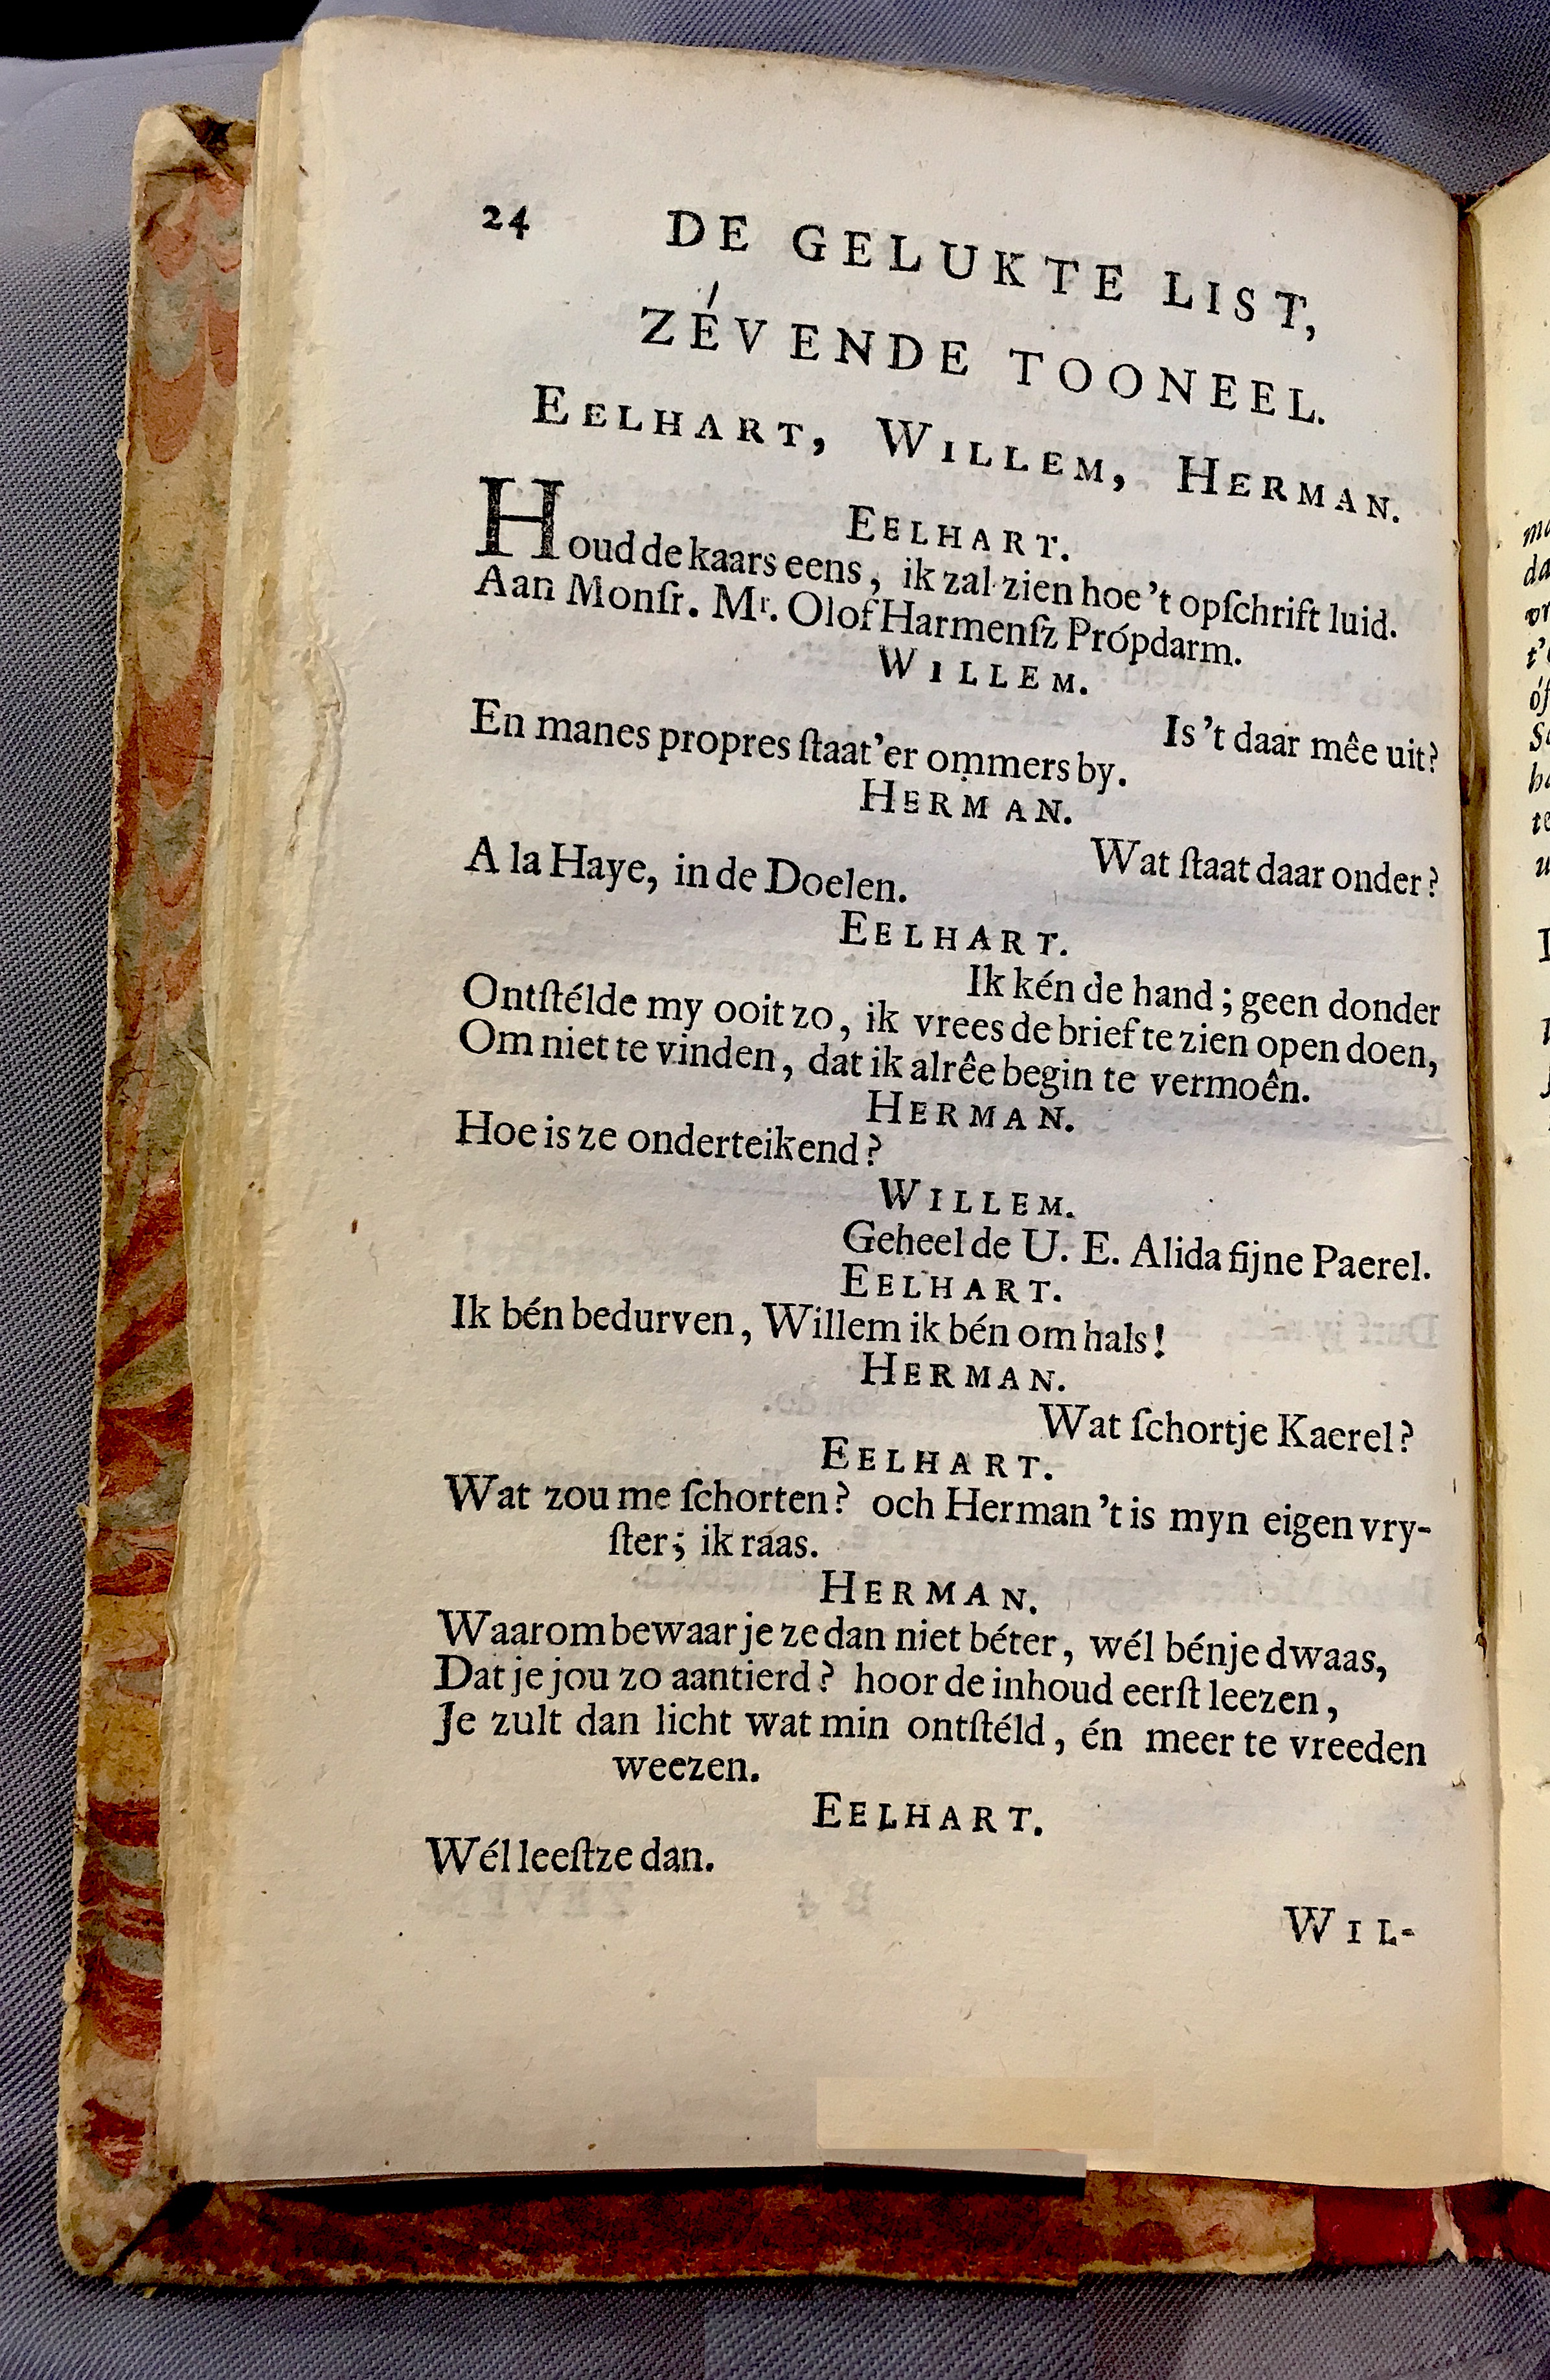 24 DE GELUKTE LIST,
ZÉVENDE TOONEEL.
EELHART, WILLEM, HERMAN.
EELHART.
Houd de kaars eens, ik zal zien hoe 't opſchrift luid.
Aan Monſr. Mr. Olof Harmenſz Própdarm.
WILLEM.
Is 't daar mêe uit?
En manes propres ſtaat'er ommers by.
HERMAN.
Wat ſtaat daar onder?
A la Haye, in de Doelen.
EELHART.
Ik kén de hand; geen donder
Ontſtélde my ooit zo, ik vrees de brief te zien open doen,
Om niet te vinden, dat ik alrêe begin te vermoên.
HERMAN.
Hoe is ze onderteikend?
WILLEM.
Geheel de U. E. Alida fijne Paerel.
EELHART.
Ik bén bedurven, Willem ik bén om hals!
HERMAN.
Wat ſchortje Kaerel?
EELHART.
Wat zou me ſchorten? och Herman 't is myn eigen vry-
ſter; ik raas.
HERMAN.
Waarom bewaar je ze dan niet béter, wél bénje dwaas,
Dat je jou zo aantierd? hoor de inhoud eerſt leezen,
Je zult dan licht wat min ontſtéld, én meer te vreeden
weezen.
EELHART.
Wél leeſtze dan.
WIL-